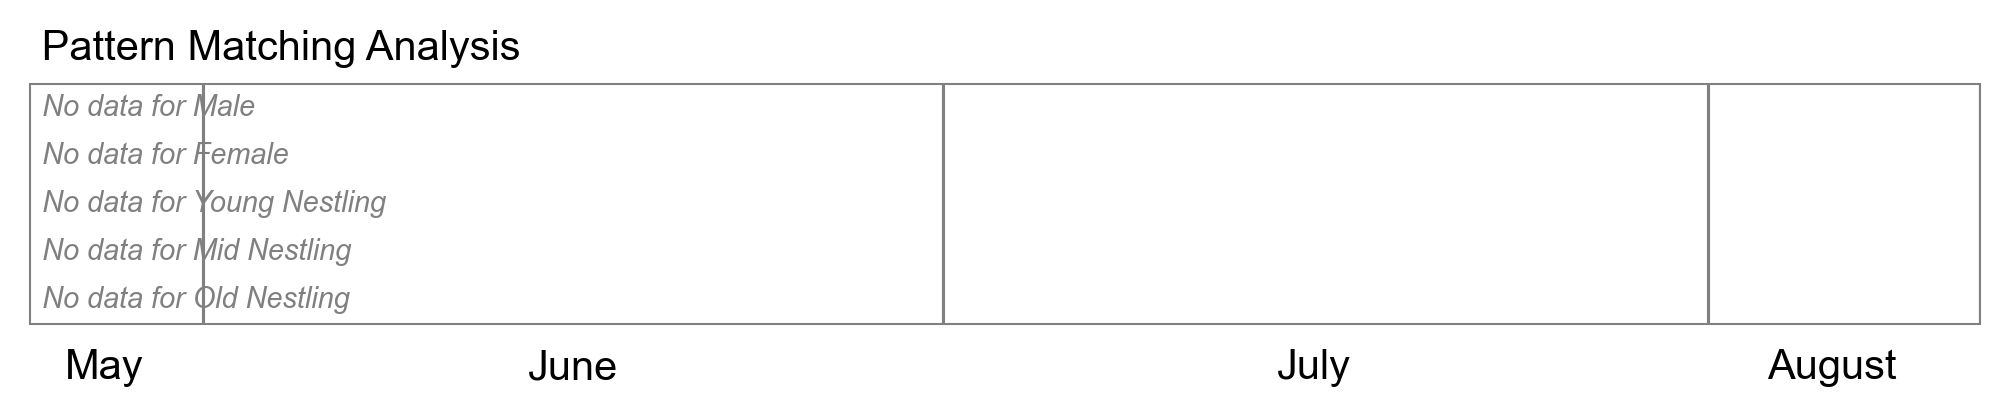 Pattern Matching Analysis
No data for Male
No data for Female
No data for Young Nestling
No data for Mid Nestling
No data for Old Nestling
May June July August